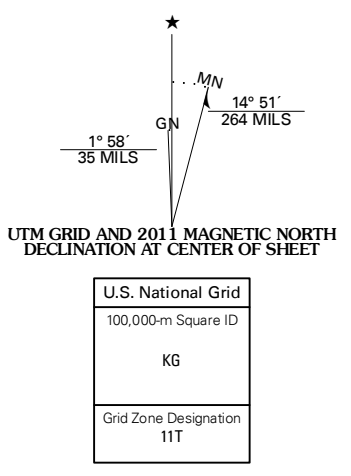 MN
14° 51´
264 MILS
GN
1° 58´
35 MILS
UTM GRID AND 2011 MAGNETIC NORTH
DECLINATION AT CENTER OF SHEET
U.S. National Grid
100,000-m Square ID
KG
Grid Zone Designation
11T